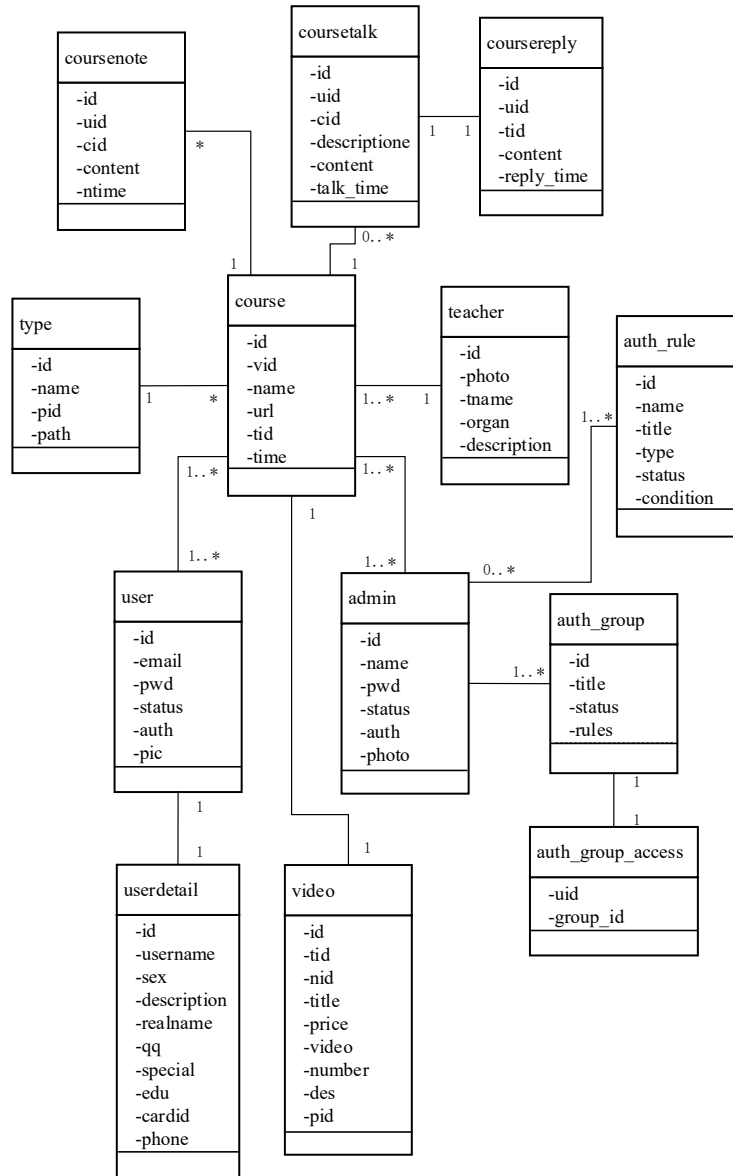 coursenote
-id
-uid
-cid
-content
-ntime
coursetalk
-id
-uid
-cid
-descriptione
-content
-talk_time
coursereply
-id
-uid
-tid
-content
-reply_time
*
1
1
1
0..*
1
type
-id
-name
-pid
-path
1
*
course
-id
-vid
-name
-url
-tid
-time
1..*
1
teacher
-id
-photo
-tname
-organ
-description
auth_rule
-id
-name
-title
-type
-status
-condition
1..*
1..*
1..*
1
1..*
1..*
0..*
user
-id
-email
-pwd
-status
-auth
-pic
admin
-id
-name
-pwd
-status
-auth
-photo
1..*
auth_group
-id
-title
-status
-rules
1
1
1
1
1
userdetail
-id
-username
-sex
-description
-realname
-qq
-special
-edu
-cardid
-phone
video
-id
-tid
-nid
-title
-price
-video
-number
-des
-pid
auth_group_access
-uid
-group_id